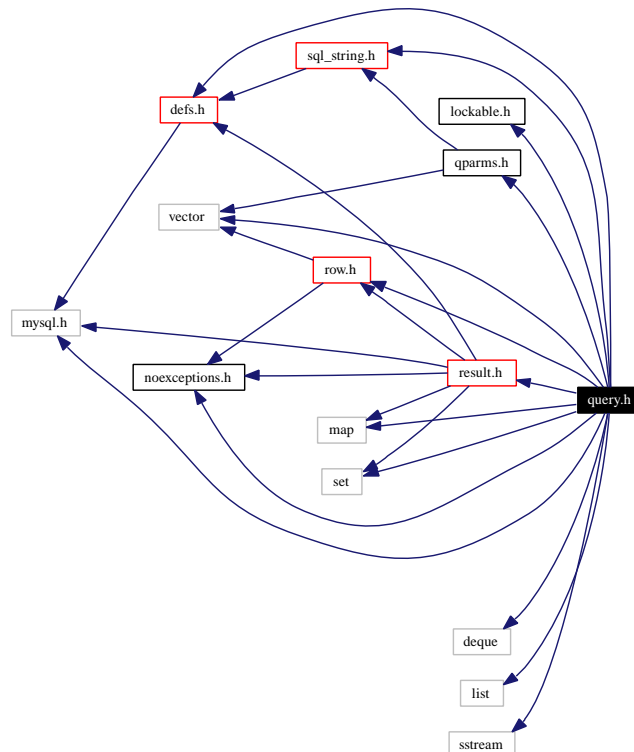 sql_string.h
defs.h
lockable.h
qparms.h
vector
row.h
mysql.h
result.h
noexceptions.h
query.h
map
set
deque
list
sstream